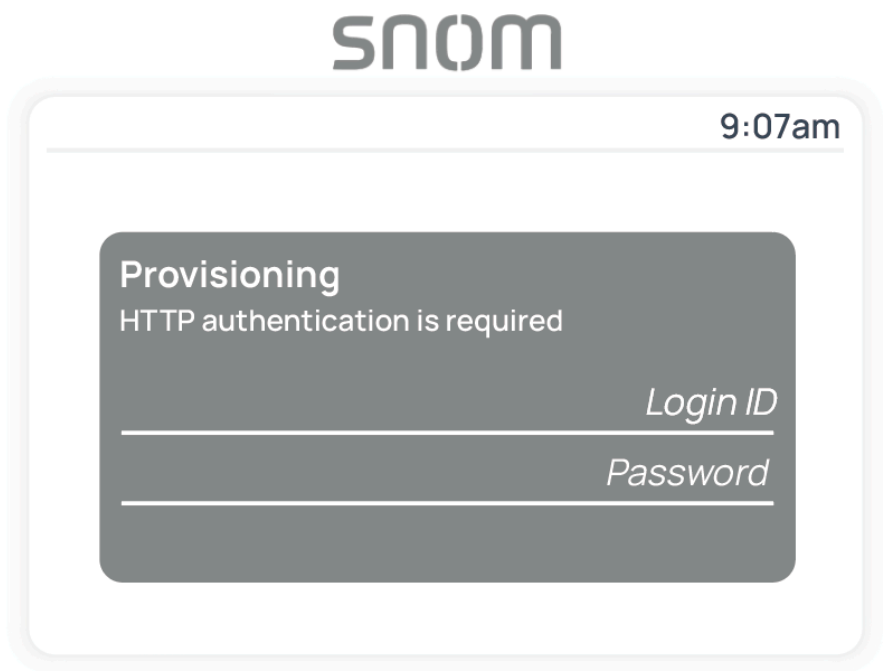 snom
9:07am
Provisioning
HTTP authentication is required
Login ID
Password